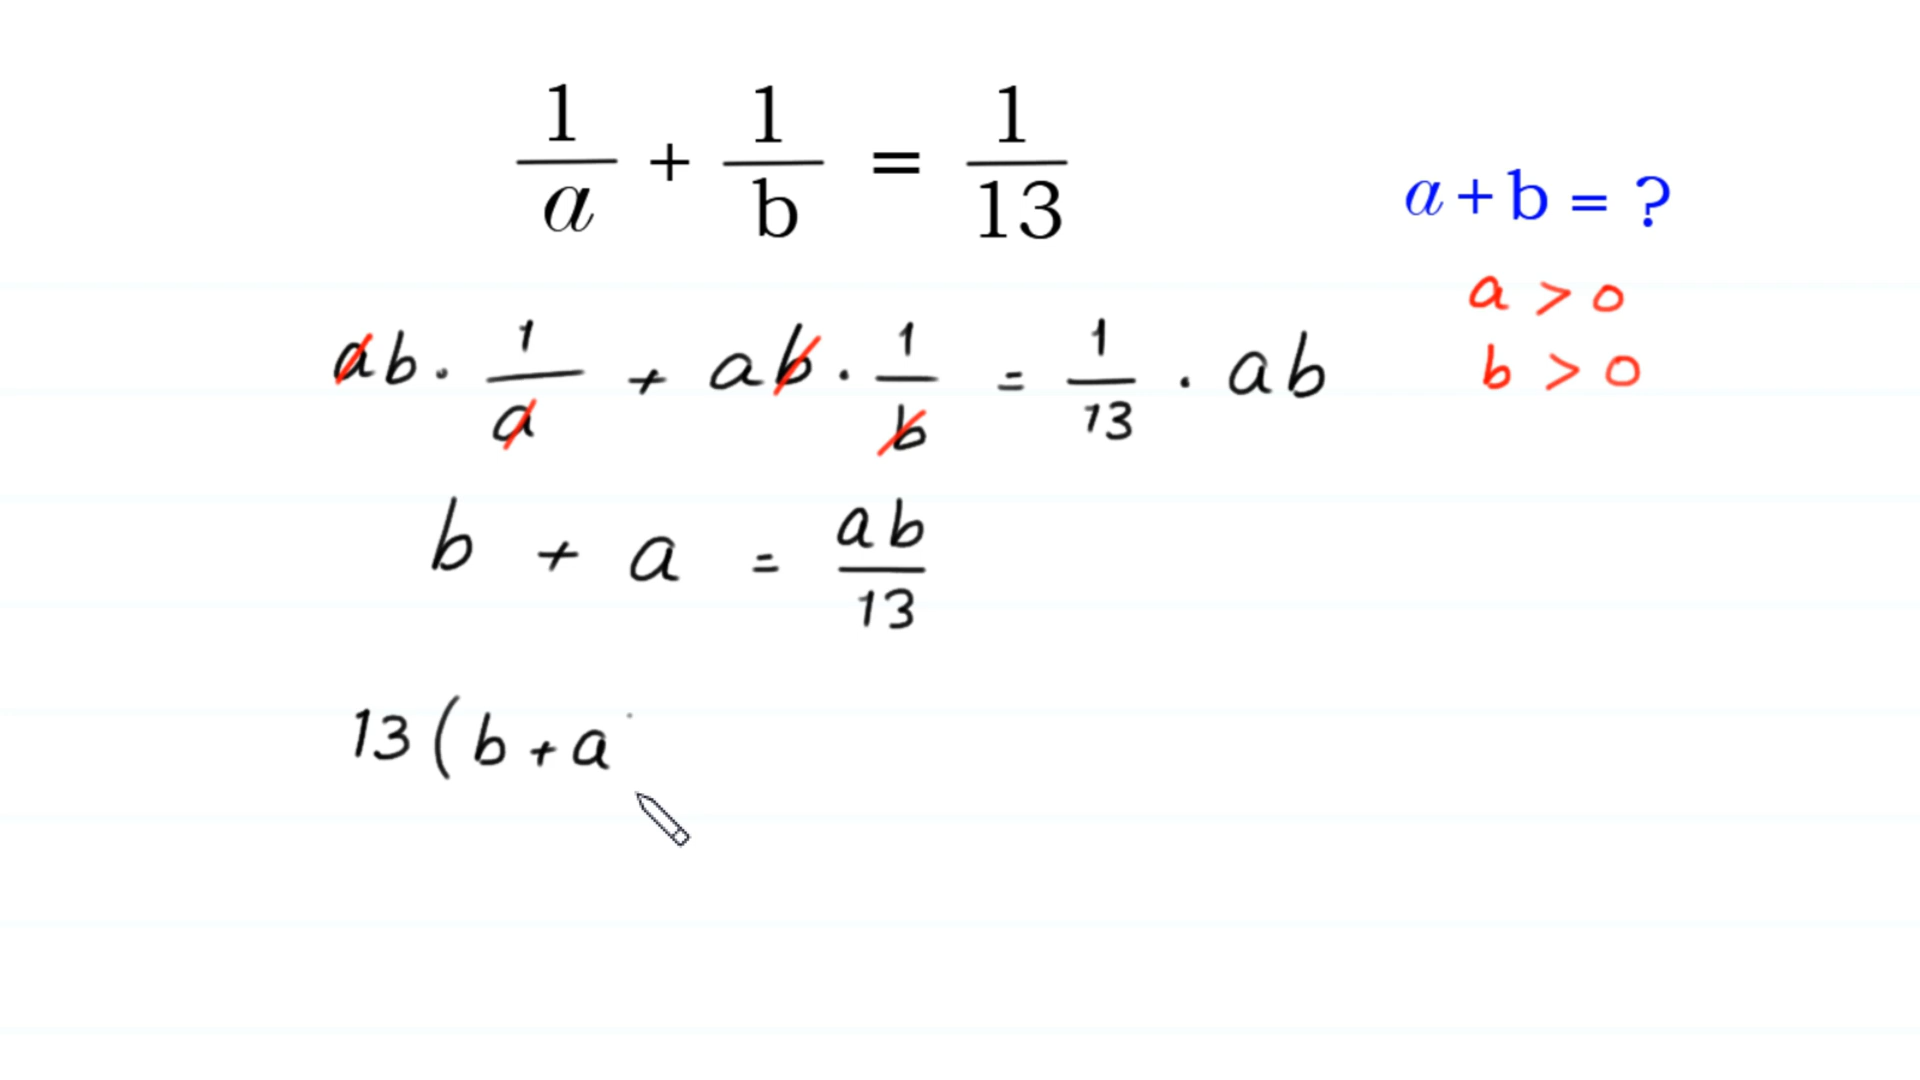 1/a + 1/b = 1/13
a + b = ?
a > 0
b > 0
ab · 1/a + ab · 1/b = 1/13 · ab
b + a = ab/13
13 ( b + a